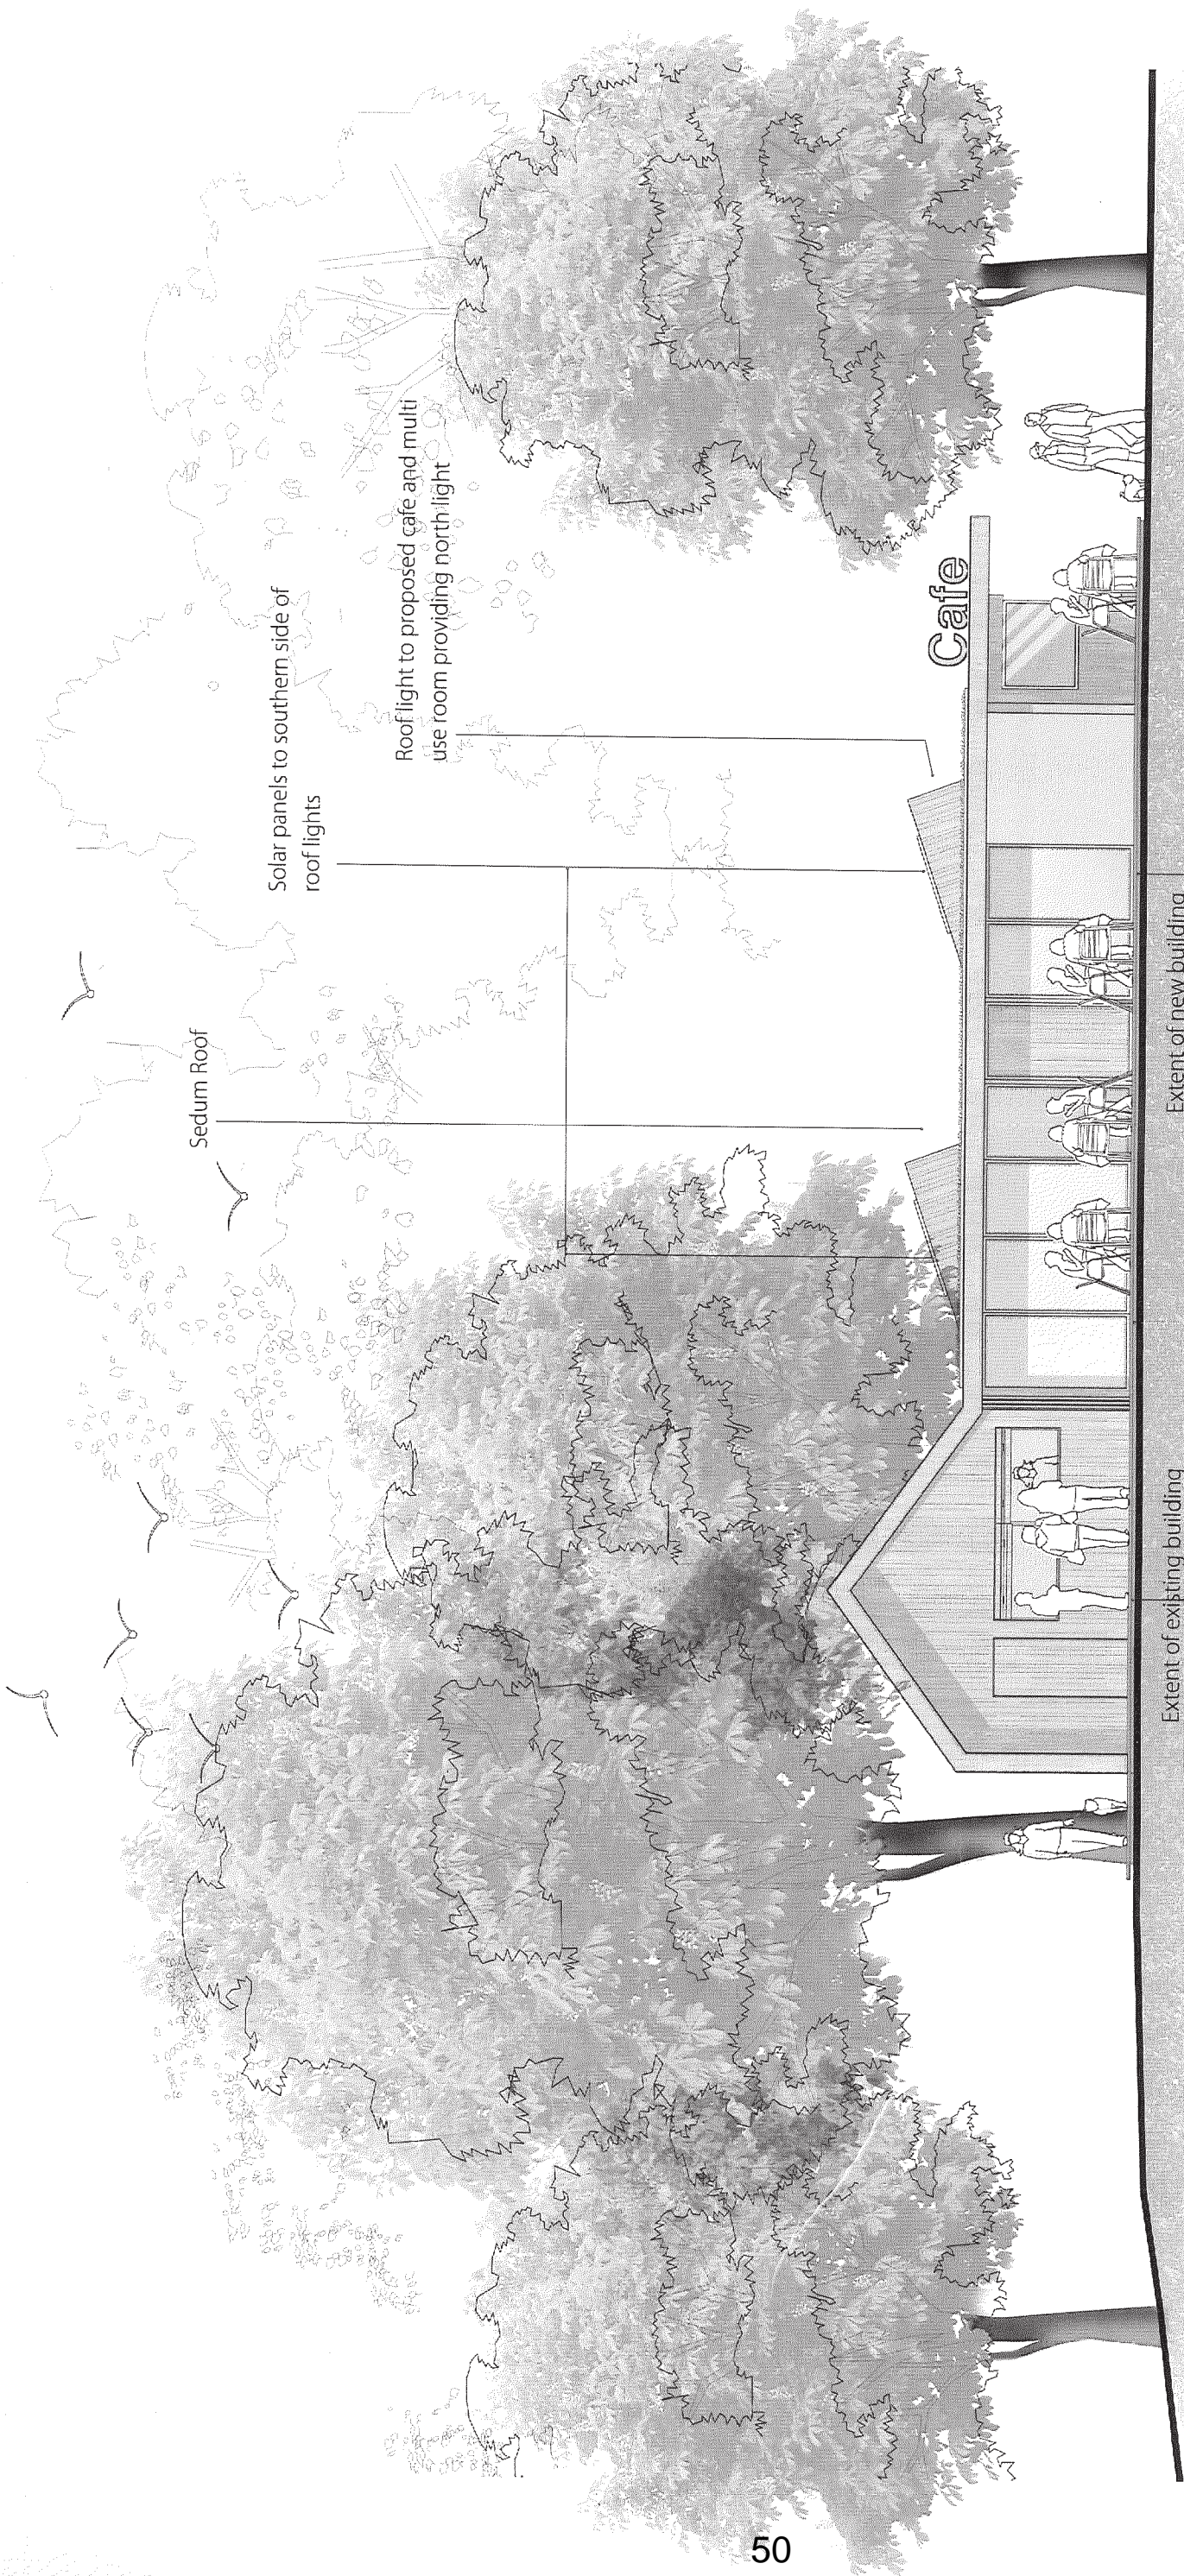 Sedum Roof
Solar panels to southern side of
roof lights
Roof light to proposed cafe and multi
use room providing north light
Cafe
Extent of existing building
Extent of new building
50